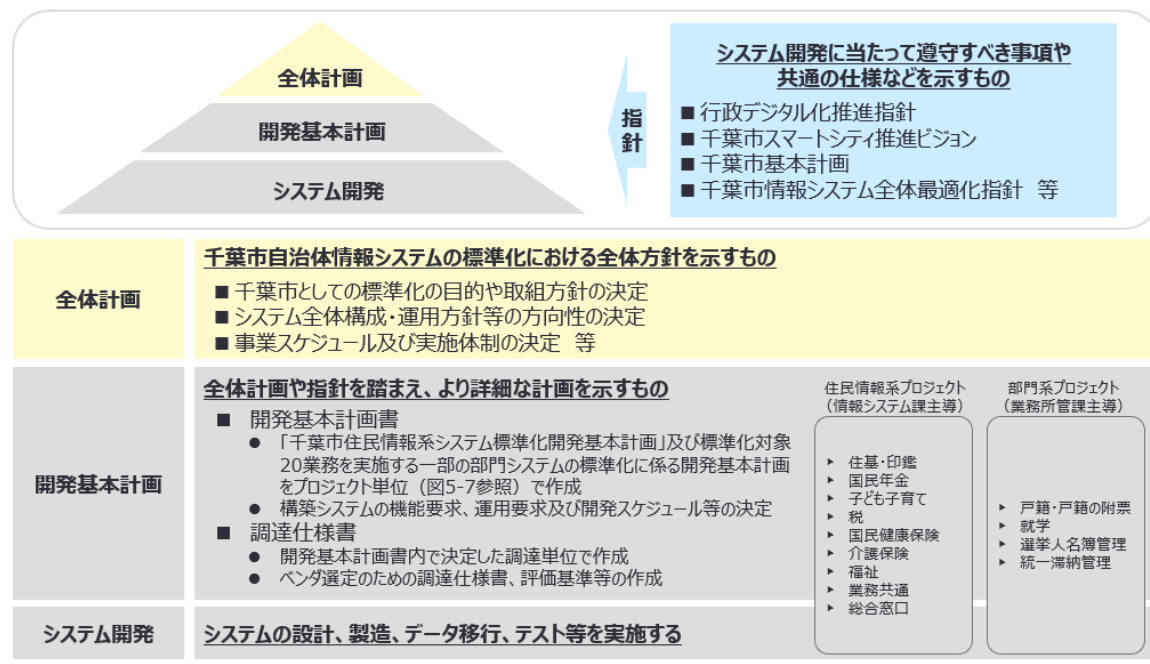 全体計画
開発基本計画
システム開発
指針
システム開発に当たって遵守すべき事項や
共通の仕様などを示すもの
■ 行政デジタル化推進指針
■ 千葉市スマートシティ推進ビジョン
■ 千葉市基本計画
■ 千葉市情報システム全体最適化指針 等
全体計画
千葉市自治体情報システムの標準化における全体方針を示すもの
■ 千葉市としての標準化の目的や取組方針の決定
■ システム全体構成・運用方針等の方向性の決定
■ 事業スケジュール及び実施体制の決定 等
開発基本計画
全体計画や指針を踏まえ、より詳細な計画を示すもの
■ 開発基本計画書
● 「千葉市住民情報系システム標準化開発基本計画」及び標準化対象
20業務を実施する一部の部門システムの標準化に係る開発基本計画
をプロジェクト単位（図5-7参照）で作成
● 構築システムの機能要求、運用要求及び開発スケジュール等の決定
■ 調達仕様書
● 開発基本計画書内で決定した調達単位で作成
● ベンダ選定のための調達仕様書、評価基準等の作成
住民情報系プロジェクト
（情報システム課主導）
▶ 住基・印鑑
▶ 国民年金
▶ 子ども子育て
▶ 税
▶ 国民健康保険
▶ 介護保険
▶ 福祉
▶ 業務共通
▶ 総合窓口
部門系プロジェクト
（業務所管課主導）
▶ 戸籍・戸籍の附票
▶ 就学
▶ 選挙人名簿管理
▶ 統一滞納管理
システム開発
システムの設計、製造、データ移行、テスト等を実施する